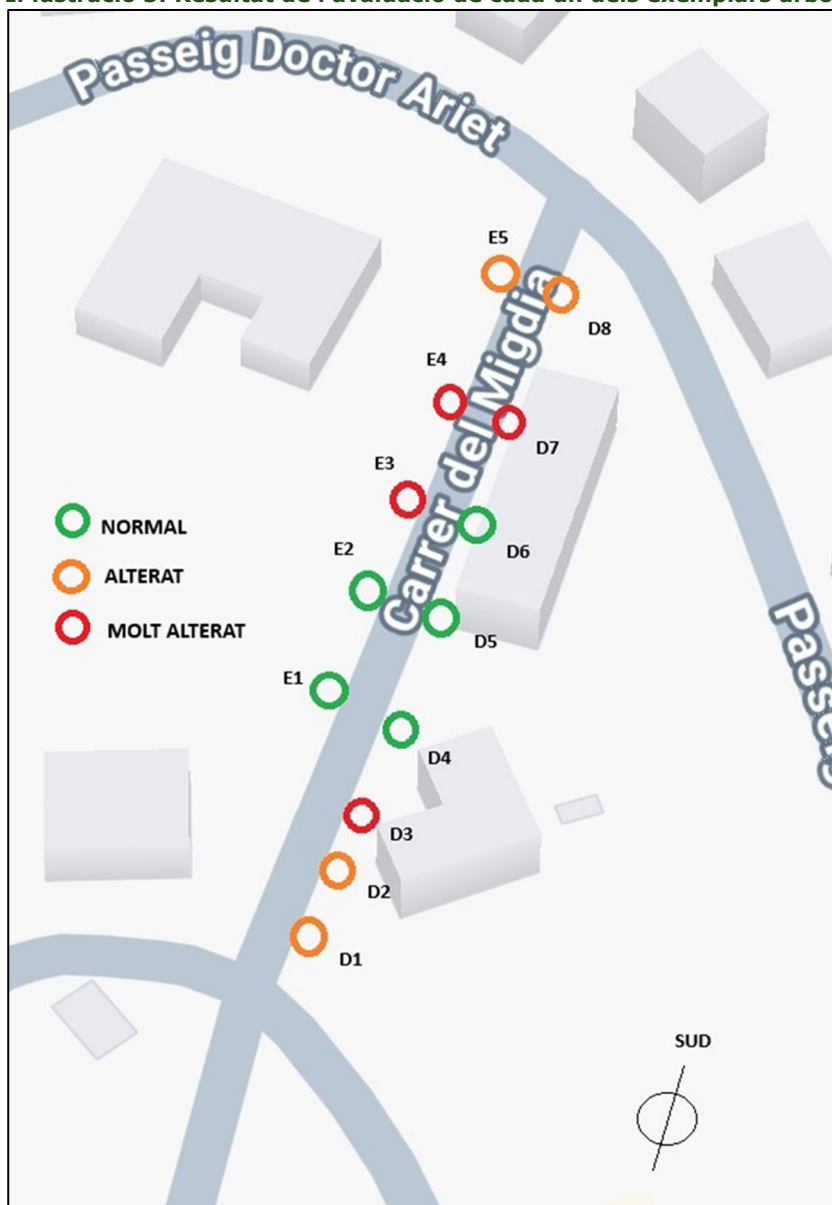 Passeig Doctor Ariet
E5
D8
E4
Carrer del Migdia
D7
E3
NORMAL
D6
E2
ALTERAT
MOLT ALTERAT
D5
E1
D4
D3
D2
D1
SUD